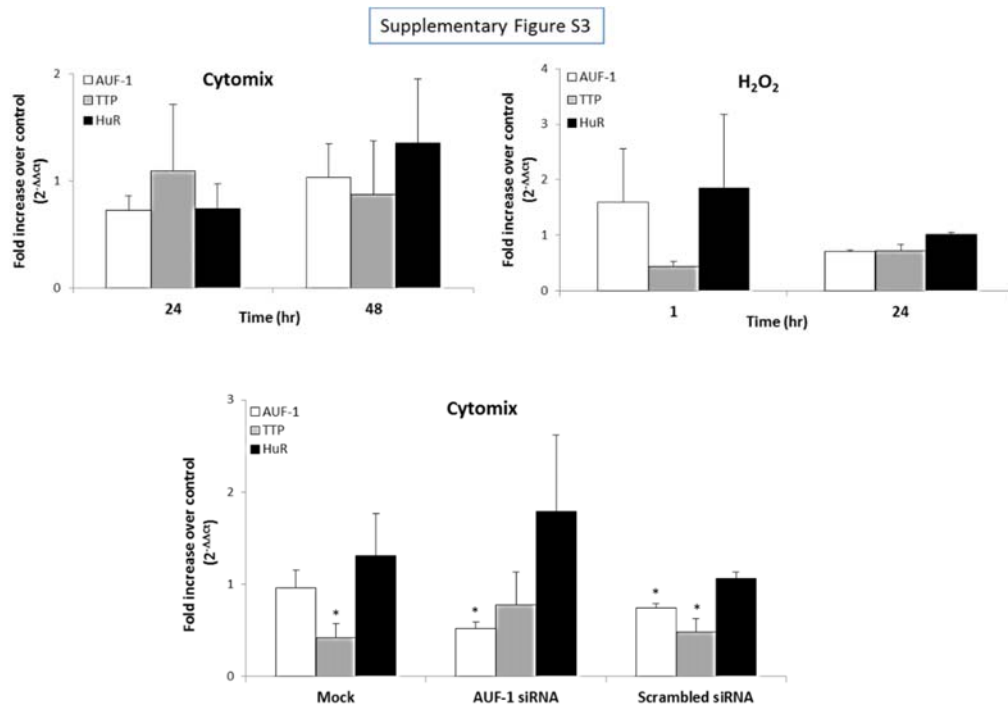 Supplementary Figure S3
Cytomix
AUF-1
TTP
HuR
Fold increase over control
(2-ΔΔCt)
2
1
0
24
48
Time (hr)
H2O2
AUF-1
TTP
HuR
Fold increase over control
(2-ΔΔCt)
4
3
2
1
0
1
24
Time (hr)
Cytomix
AUF-1
TTP
HuR
Fold increase over control
(2-ΔΔCt)
3
2
1
0
*
*
*
*
Mock
AUF-1 siRNA
Scrambled siRNA